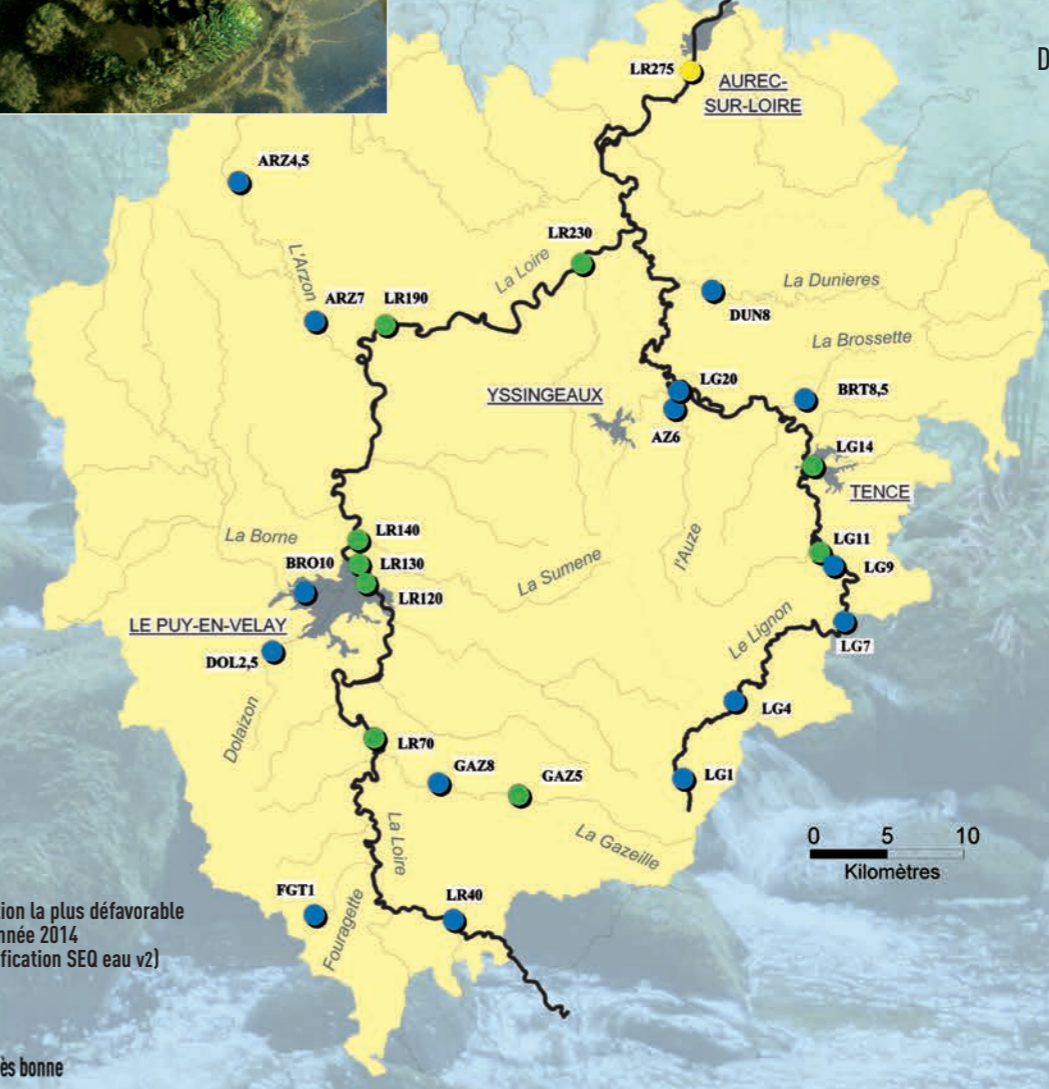 D
LR275
AUREC-
SUR-LOIRE
ARZ4,5
L'Arzon
LR230
La Loire
ARZ7
LR190
La Dunieres
DUN8
La Brossette
YSSINGEAUX
LG20
AZ6
BRT8,5
LG14
TENCE
La Borne
LR140
BRO10
LR130
LR120
La Sumene
l'Auze
LG11
LG9
LE PUY-EN-VELAY
DOL2,5
Le Lignon
LG7
Dolaizon
LG4
LR70
GAZ8
GAZ5
LG1
La Loire
La Gazeille
0 5 10
Kilomètres
FGT1
Fouragette
LR40
tion la plus défavorable
nnée 2014
fication SEQ eau v2)
ès bonne